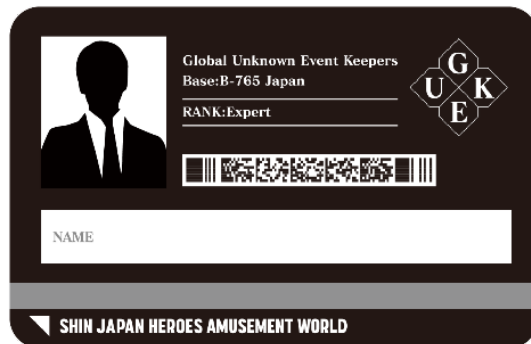 Global Unknown Event Keepers
Base:B-765 Japan
RANK:Expert
G
U K
E
NAME
SHIN JAPAN HEROES AMUSEMENT WORLD